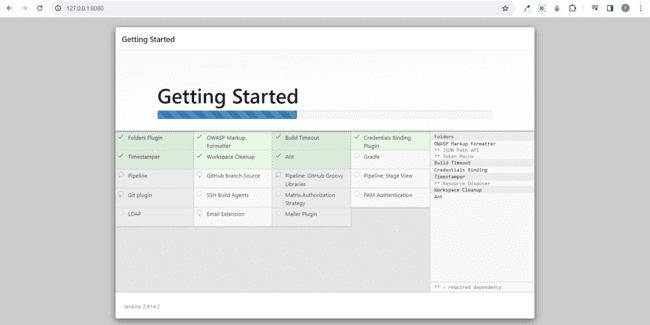 127.0.0.1:8080
Getting Started
Getting Started
Folders Plugin
OWASP Markup
Formatter
Build Timeout
Credentials Binding
Plugin
Timestamper
Workspace Cleanup
Ant
Gradle
Pipeline
GitHub Branch Source
Pipeline: GitHub Groovy
Libraries
Pipeline: Stage View
Git plugin
SSH Build Agents
Matrix Authorization
Strategy
PAM Authentication
LDAP
Email Extension
Mailer Plugin
Folders
OWASP Markup Formatter
** JSON Path API
** Token Macro
Build Timeout
Credentials Binding
Timestamper
** Resource Disposer
Workspace Cleanup
Ant
** - required dependency
Jenkins 2.414.2